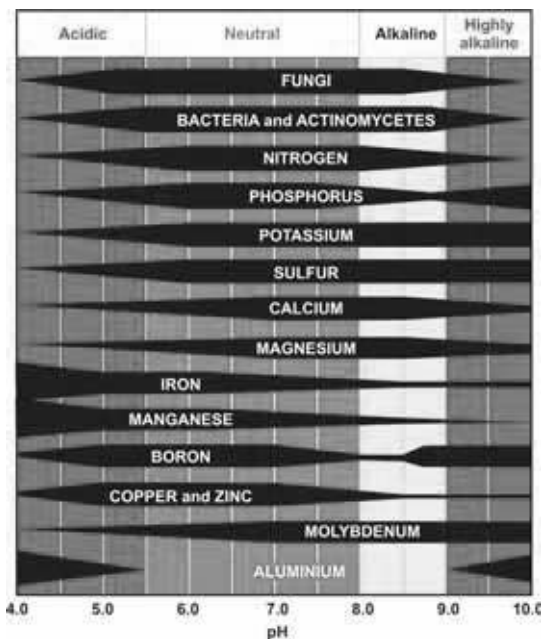 Acidic
Neutral
Alkaline
Highly
alkaline
FUNGI
BACTERIA and ACTINOMYCETES
NITROGEN
PHOSPHORUS
POTASSIUM
SULFUR
CALCIUM
MAGNESIUM
IRON
MANGANESE
BORON
COPPER and ZINC
MOLYBDENUM
ALUMINIUM
4.0 5.0 6.0 7.0 8.0 9.0 10.0
pH